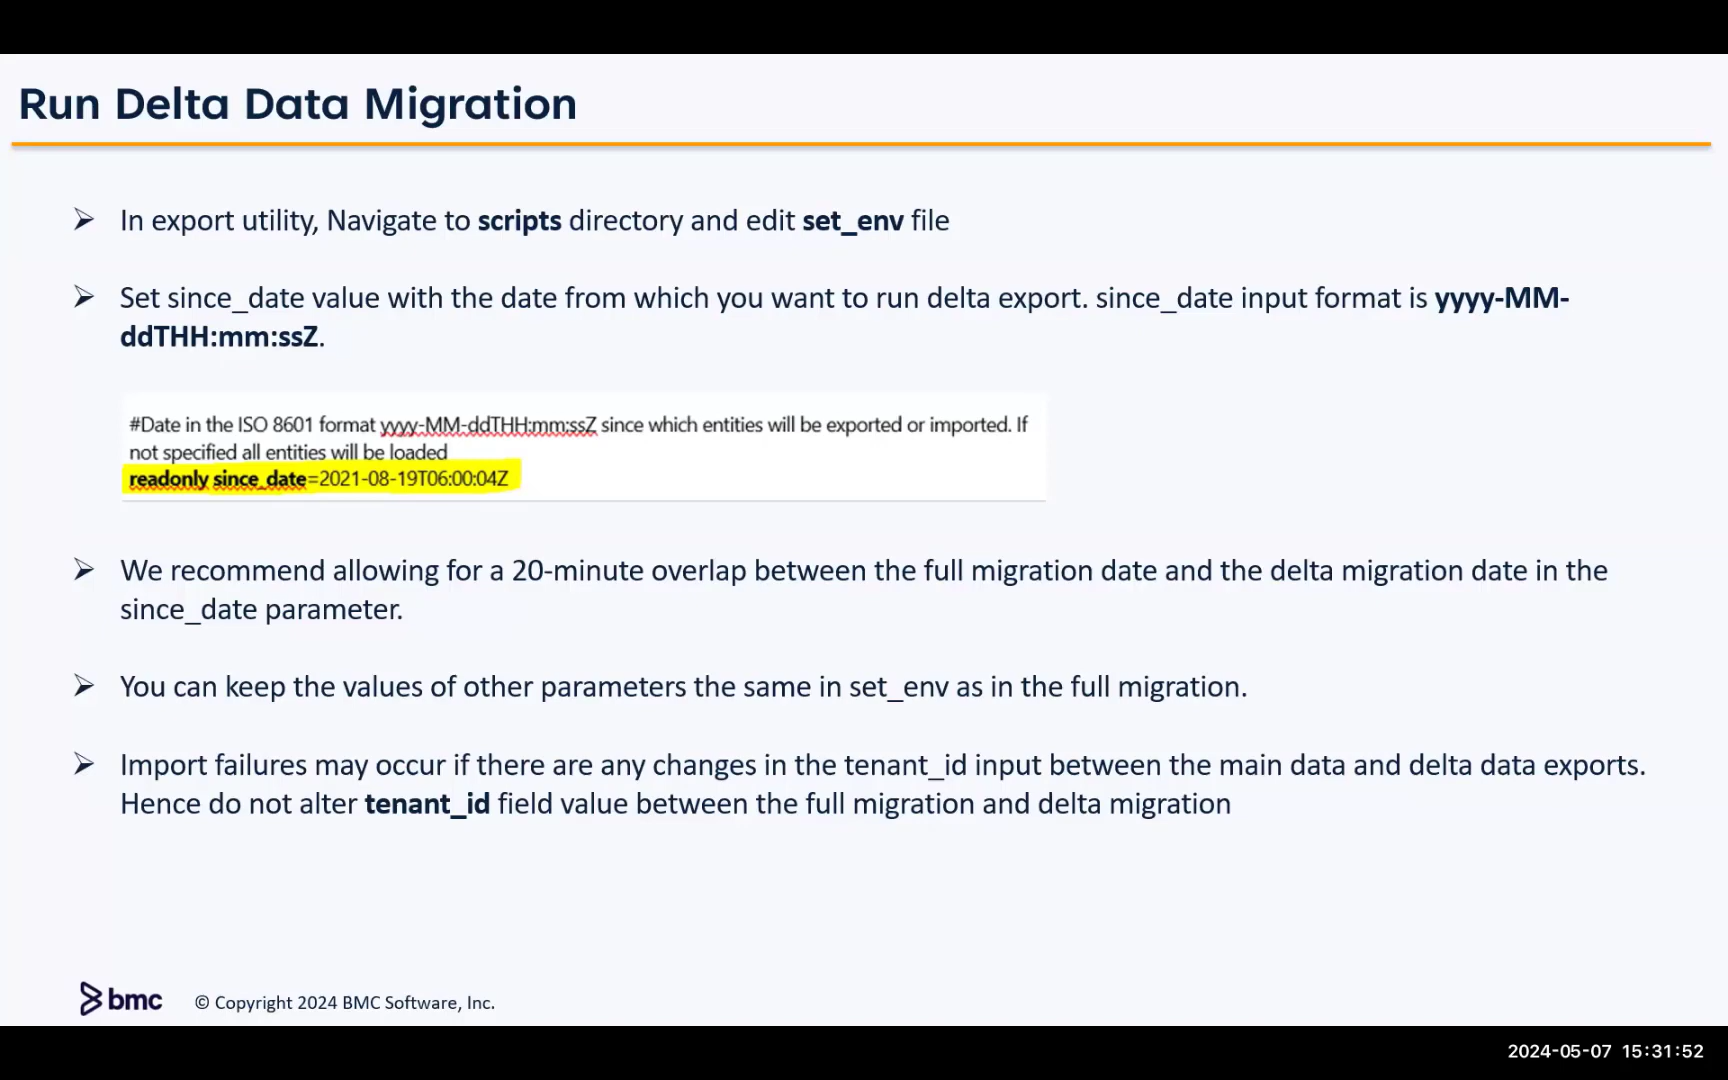 Run Delta Data Migration
➢ In export utility, Navigate to scripts directory and edit set_env file
➢ Set since_date value with the date from which you want to run delta export. since_date input format is yyyy-MM-
ddTHH:mm:ssZ.
#Date in the ISO 8601 format yyyy-MM-ddTHH:mm:ssZ since which entities will be exported or imported. If
not specified all entities will be loaded
readonly since_date=2021-08-19T06:00:04Z
➢ We recommend allowing for a 20-minute overlap between the full migration date and the delta migration date in the
since_date parameter.
➢ You can keep the values of other parameters the same in set_env as in the full migration.
➢ Import failures may occur if there are any changes in the tenant_id input between the main data and delta data exports.
Hence do not alter tenant_id field value between the full migration and delta migration
bmc © Copyright 2024 BMC Software, Inc.
2024-05-07 15:31:52